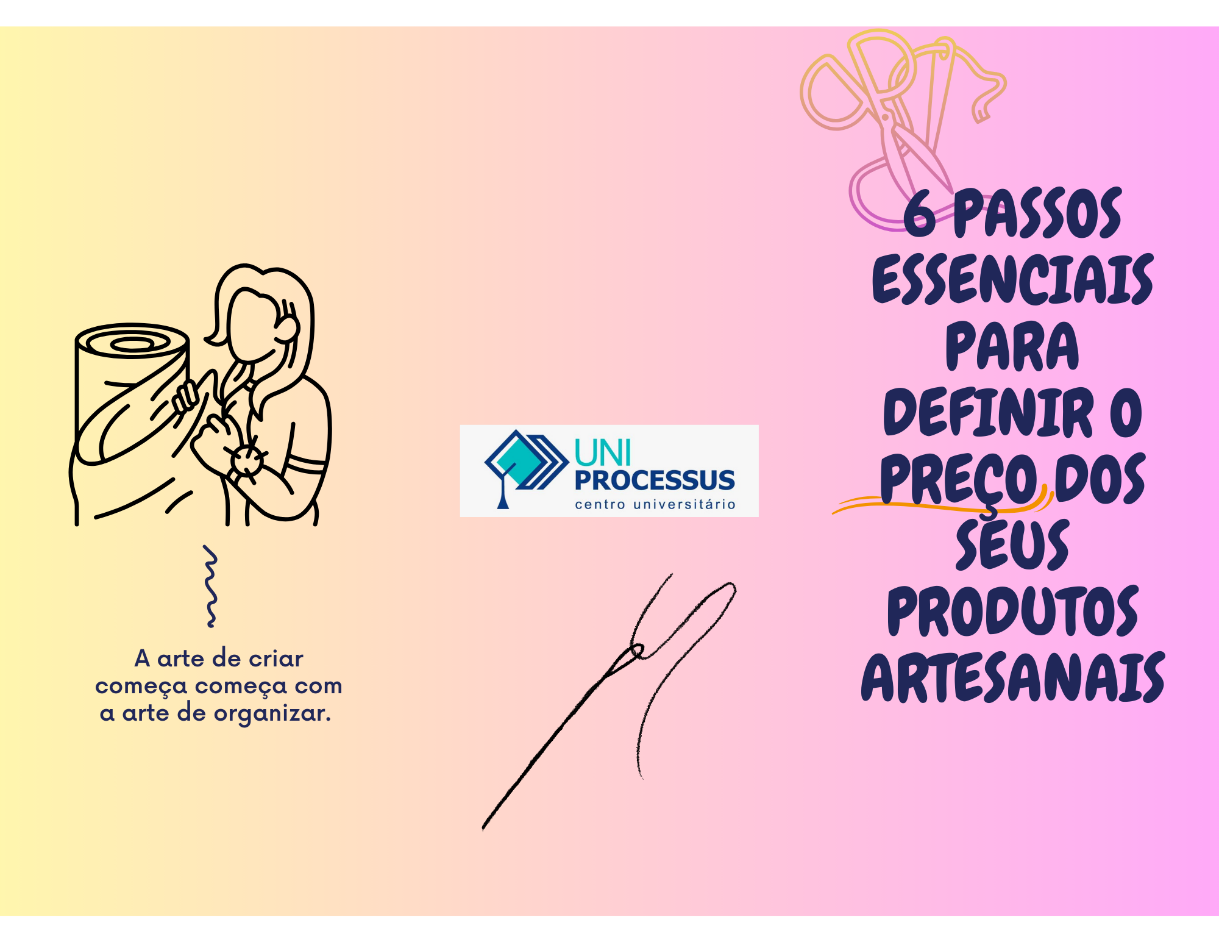 A arte de criar
começa começa com
a arte de organizar.
UNI
PROCESSUS
centro universitário
6 PASSOS
ESSENCIAIS
PARA
DEFINIR O
PREÇO DOS
SEUS
PRODUTOS
ARTESANAIS